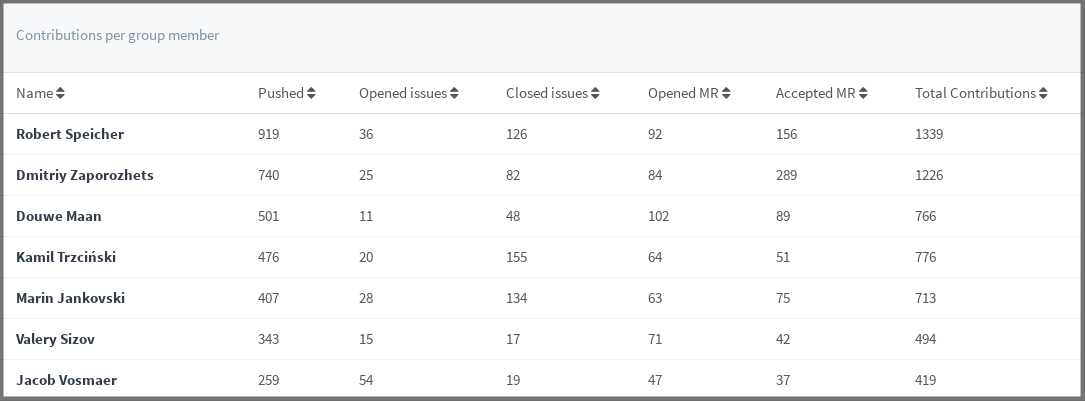 Contributions per group member
Name Pushed Opened issues Closed issues Opened MR Accepted MR Total Contributions
Robert Speicher 919 36 126 92 156 1339
Dmitriy Zaporozhets 740 25 82 84 289 1226
Douwe Maan 501 11 48 102 89 766
Kamil Trzciński 476 20 155 64 51 776
Marin Jankovski 407 28 134 63 75 713
Valery Sizov 343 15 17 71 42 494
Jacob Vosmaer 259 54 19 47 37 419